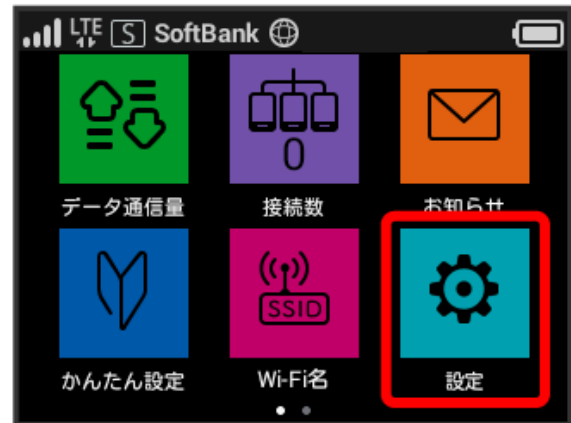 LTE S SoftBank
0
データ通信量 接続数 お知らせ
SSID
かんたん設定 Wi-Fi名 設定